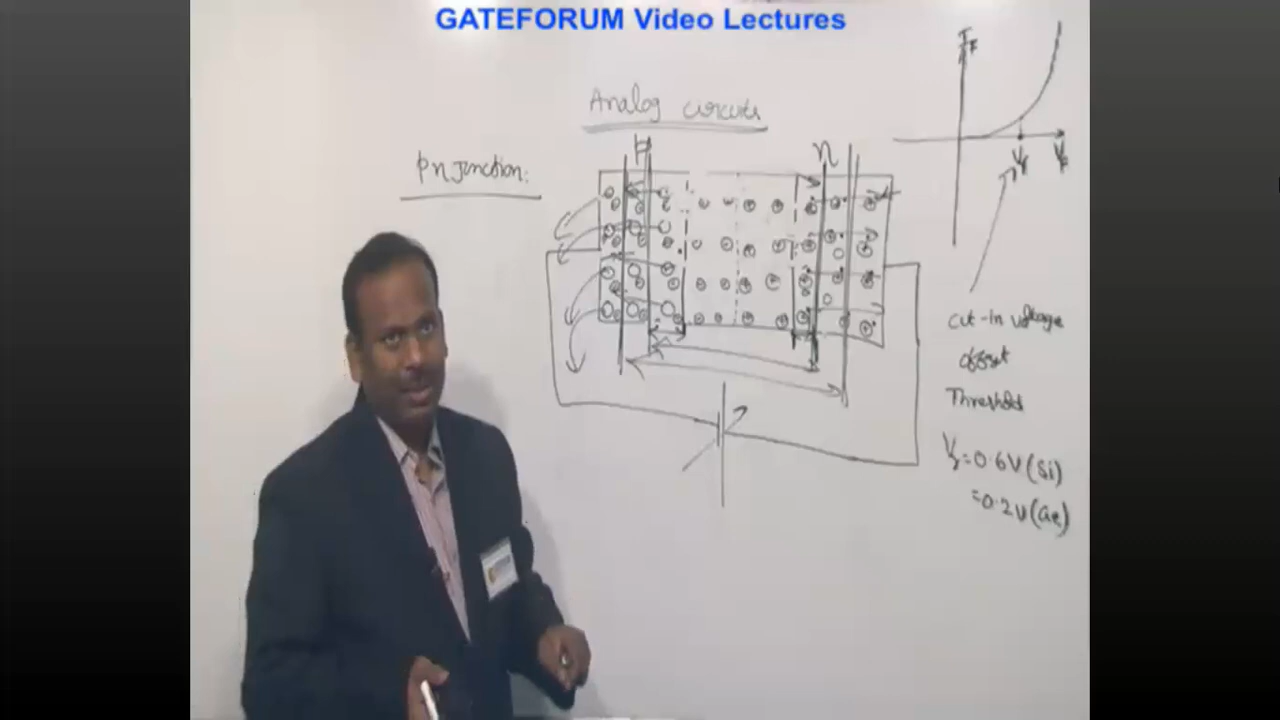 GATEFORUM Video Lectures
Analog circuits
Pn Junction:
P
n
IF
Vγ
VF
Cut-In voltage
offset
Threshold
Vγ=0.6V(Si)
=0.2V(Ge)